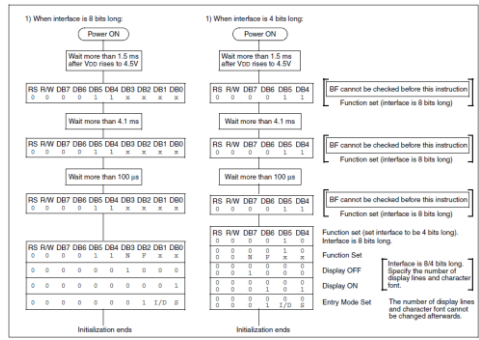 1) When interface is 8 bits long:
Power ON
Wait more than 1.5 ms
after VDD rises to 4.5V
RS R/W DB7 DB6 DB5 DB4 DB3 DB2 DB1 DB0
0 0 0 0 1 1 x x x x
Wait more than 4.1 ms
RS R/W DB7 DB6 DB5 DB4 DB3 DB2 DB1 DB0
0 0 0 0 1 1 x x x x
Wait more than 100 µs
RS R/W DB7 DB6 DB5 DB4 DB3 DB2 DB1 DB0
0 0 0 0 1 1 x x x x
RS R/W DB7 DB6 DB5 DB4 DB3 DB2 DB1 DB0
0 0 0 0 1 1 N F x x
0 0 0 0 0 0 1 0 0 0
0 0 0 0 0 0 0 0 0 1
0 0 0 0 0 0 0 1 I/D S
Initialization ends
1) When interface is 4 bits long:
Power ON
Wait more than 1.5 ms
after VDD rises to 4.5V
RS R/W DB7 DB6 DB5 DB4
0 0 0 0 1 1
Wait more than 4.1 ms
RS R/W DB7 DB6 DB5 DB4
0 0 0 0 1 1
Wait more than 100 µs
RS R/W DB7 DB6 DB5 DB4
0 0 0 0 1 1
RS R/W DB7 DB6 DB5 DB4
0 0 0 0 1 0
0 0 0 0 1 0
0 0 N F x x
0 0 0 0 0 0
0 0 1 0 0 0
0 0 0 0 0 0
0 0 1 0 1
0 0 0 0 0 0
0 0 0 1 I/D S
Initialization ends
BF cannot be checked before this instruction
Function set (interface is 8 bits long)
BF cannot be checked before this instruction
Function set (interface is 8 bits long)
BF cannot be checked before this instruction
Function set (interface is 8 bits long)
Function set (set interface to be 4 bits long).
Interface is 8 bits long.
Function Set
Display OFF
Display ON
Entry Mode Set
Interface is 8/4 bits long.
Specify the number of
display lines and character
font.
The number of display lines
and character font cannot
be changed afterwards.